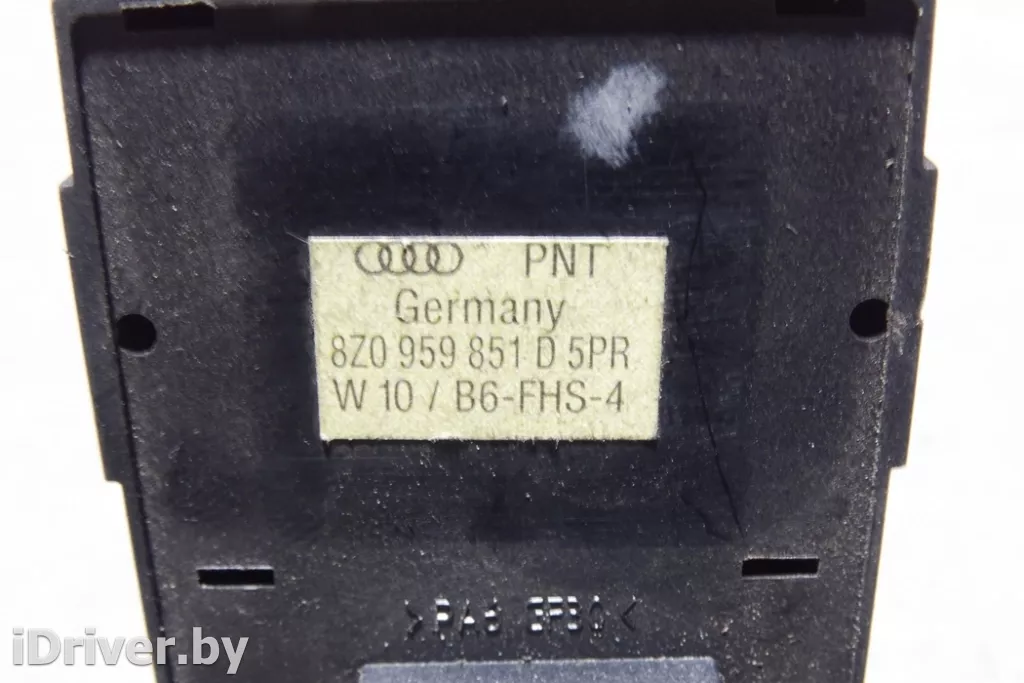 PNT
Germany
8Z0 959 851 D 5PR
W 10 / B6-FHS-4
>PA6 GF30<
iDriver.by